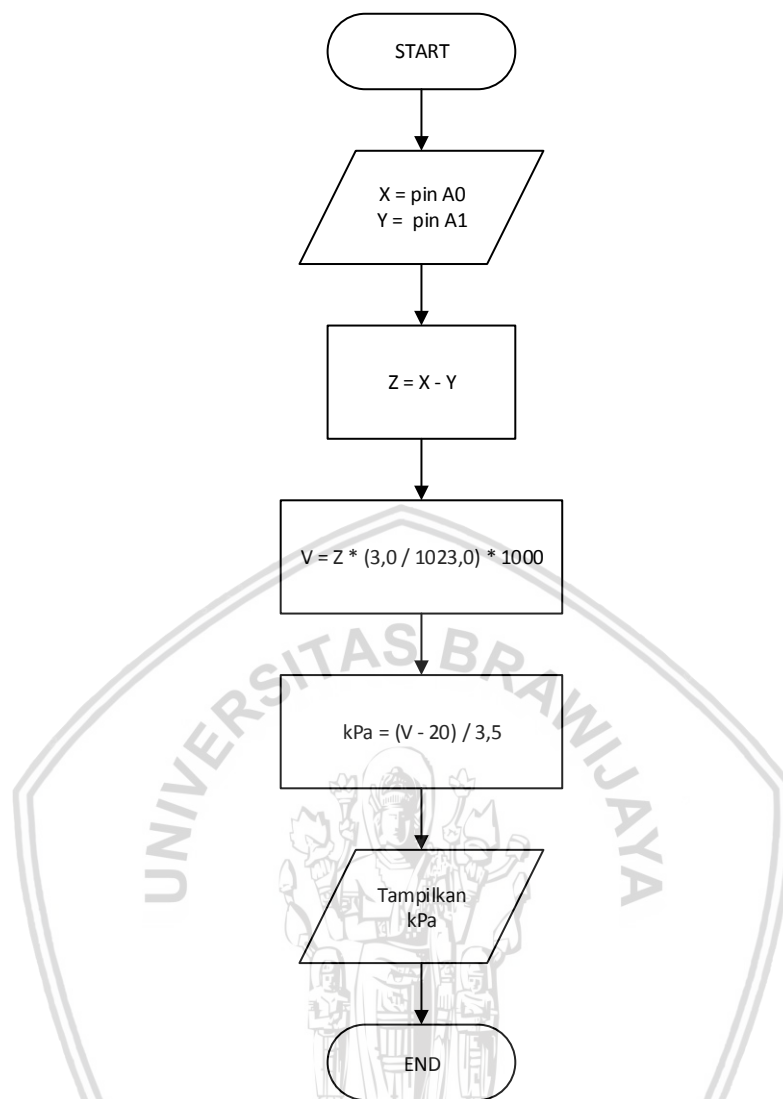 START
X = pin A0
Y = pin A1
Z = X - Y
V = Z * (3,0 / 1023,0) * 1000
UNIVERSITAS BRAWIJAYA
kPa = (V - 20) / 3,5
Tampilkan
kPa
END